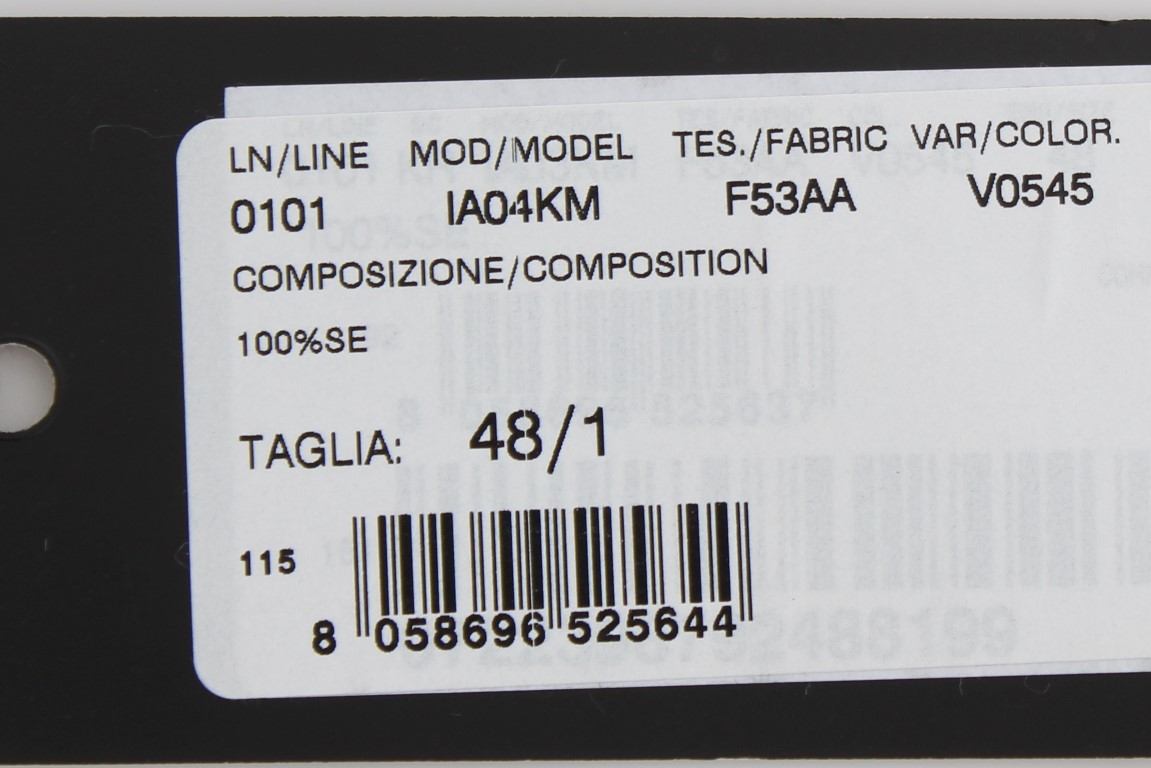 LN/LINE MOD/MODEL TES./FABRIC VAR/COLOR.
0101 IA04KM F53AA V0545
COMPOSIZIONE/COMPOSITION
100%SE
TAGLIA: 48/1
115
8 058696 525644